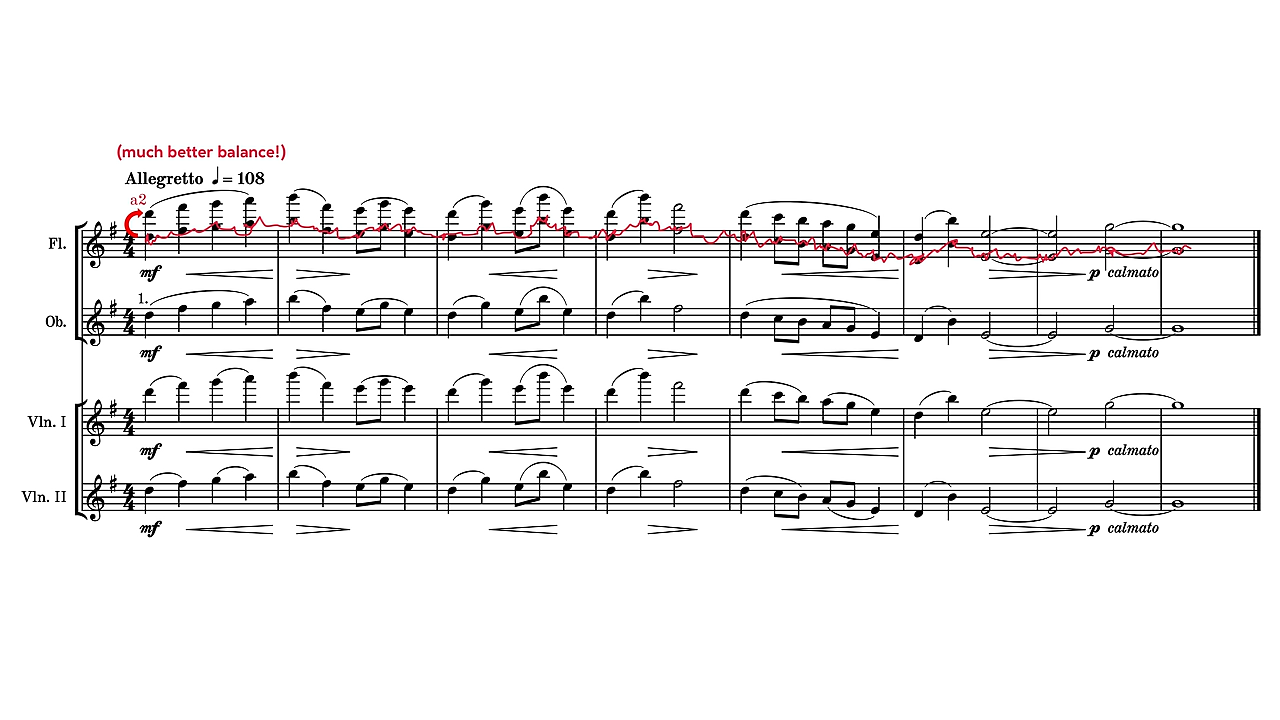 (much better balance!)
Allegretto ♩= 108
a2
Fl.
mf
p calmato
1.
Ob.
mf
p calmato
Vln. I
mf
p calmato
Vln. II
mf
p calmato